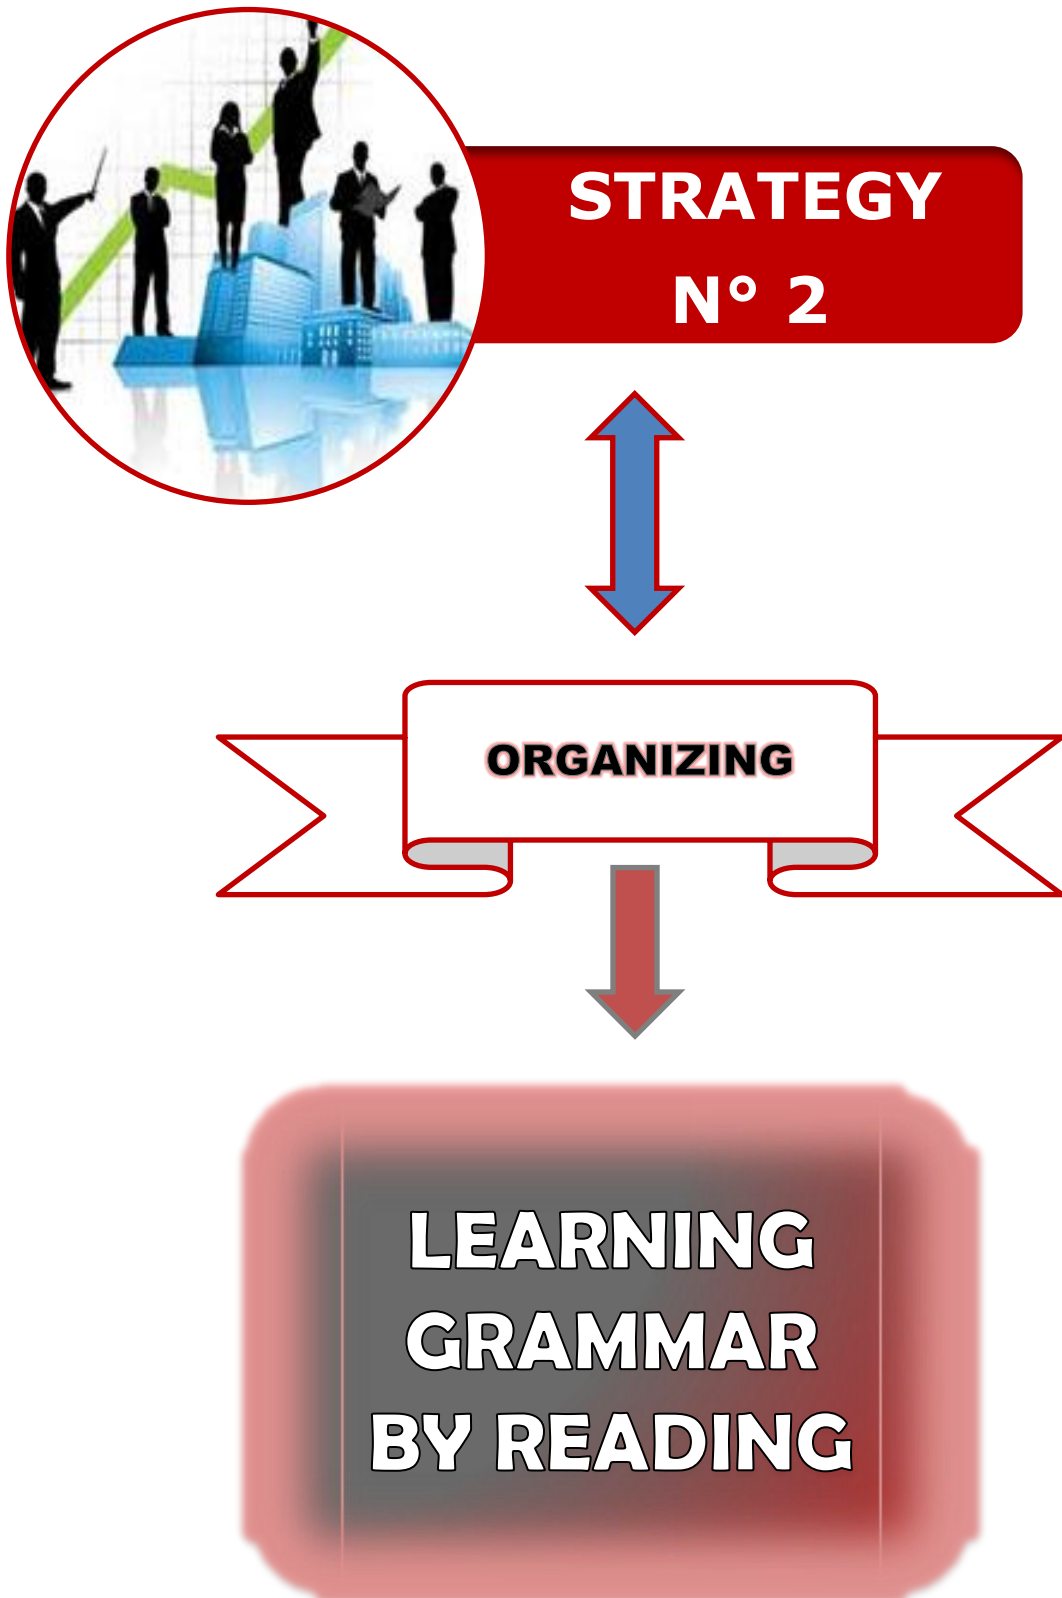 STRATEGY
N° 2
ORGANIZING
LEARNING
GRAMMAR
BY READING